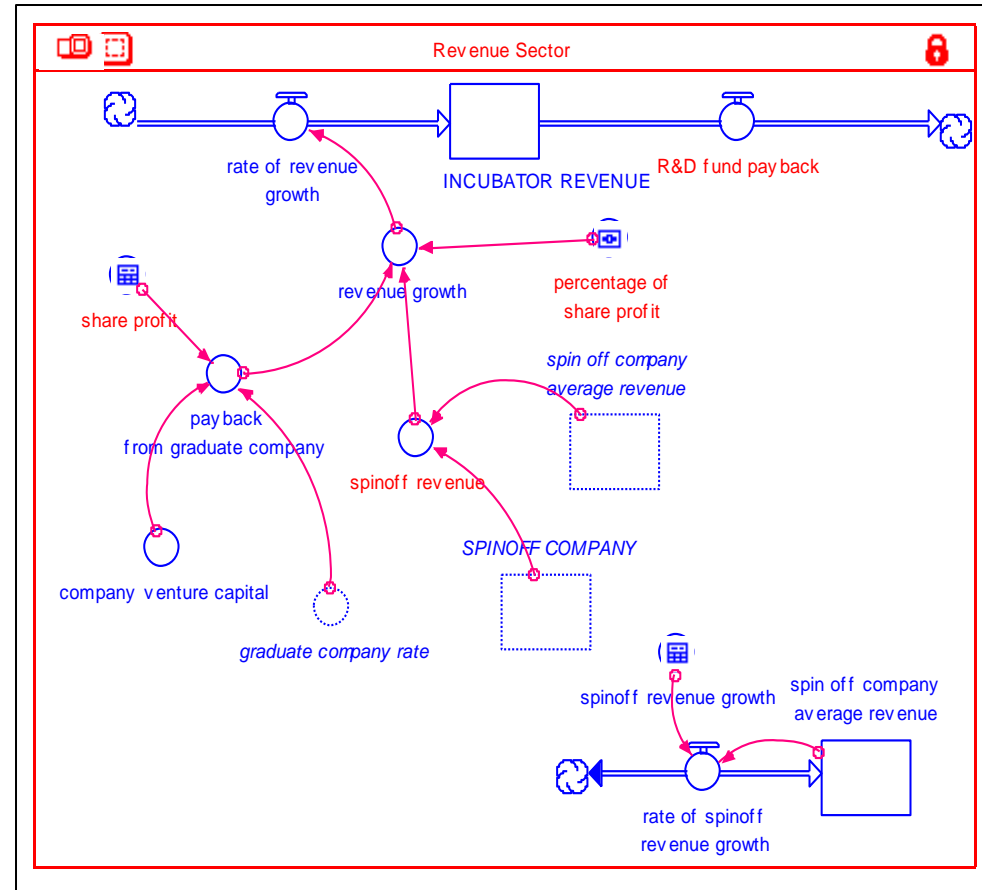 Revenue Sector
rate of revenue
growth
INCUBATOR REVENUE
R&D fund payback
revenue growth
percentage of
share profit
share profit
spin off company
average revenue
payback
from graduate company
spinoff revenue
SPINOFF COMPANY
company venture capital
graduate company rate
spinoff revenue growth
spin off company
average revenue
rate of spinoff
revenue growth